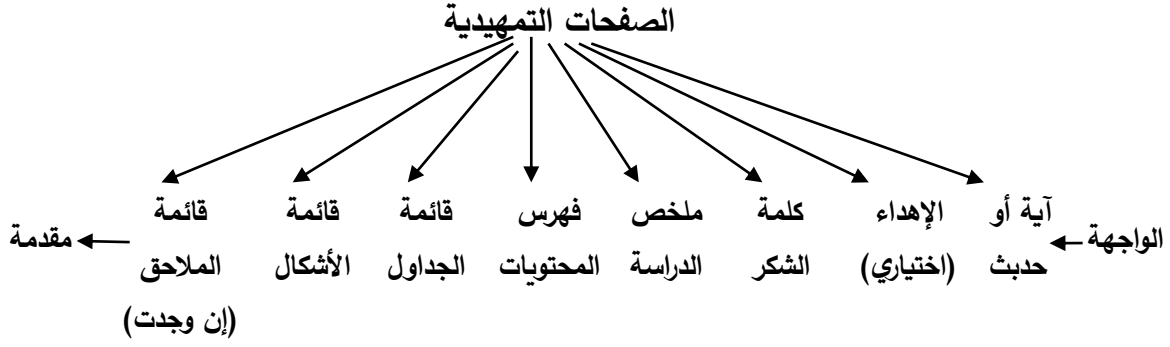 الصفحات التمهيدية
آية أو الإهداء كلمة ملخص فهرس قائمة قائمة قائمة
الواجهة حدبث (اختياري) الشكر الدراسة المحتويات الجداول الأشكال الملاحق مقدمة
(إن وجدت)